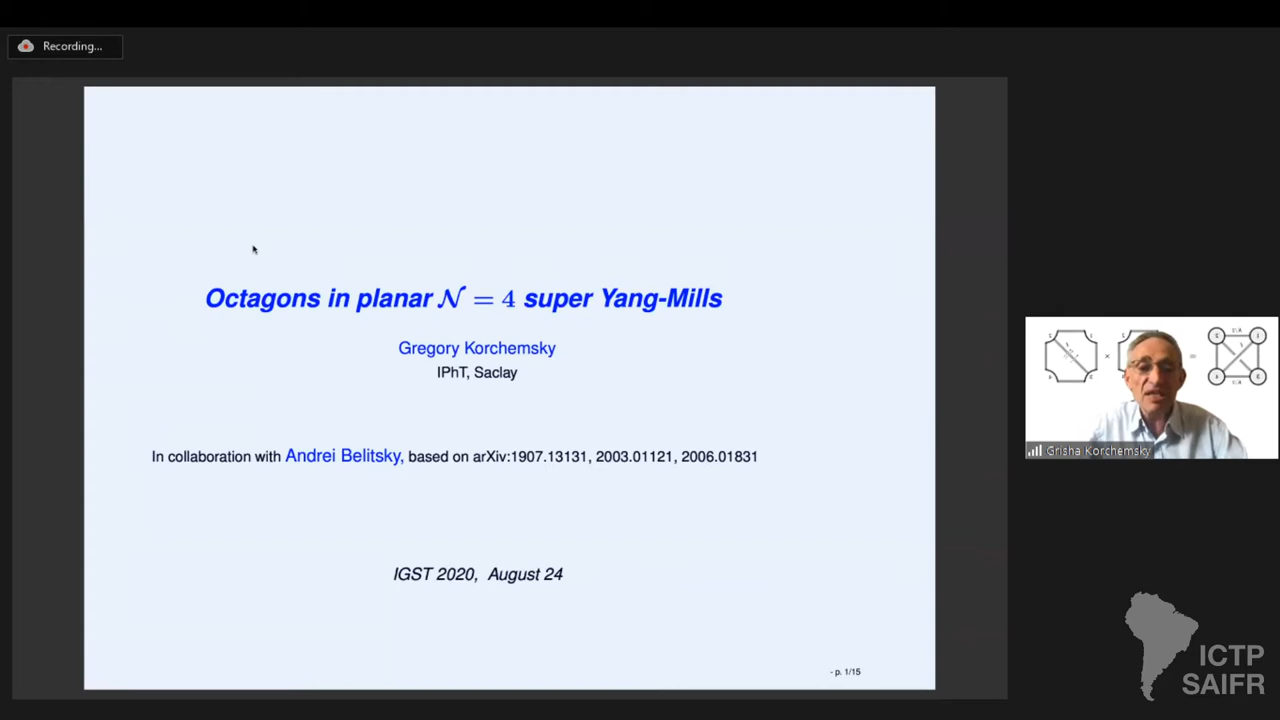 Recording...
Octagons in planar 𝒩 = 4 super Yang-Mills
Gregory Korchemsky
IPhT, Saclay
In collaboration with Andrei Belitsky, based on arXiv:1907.13131, 2003.01121, 2006.01831
IGST 2020, August 24
- p. 1/15
Grisha Korchemsky
ICTP
SAIFR